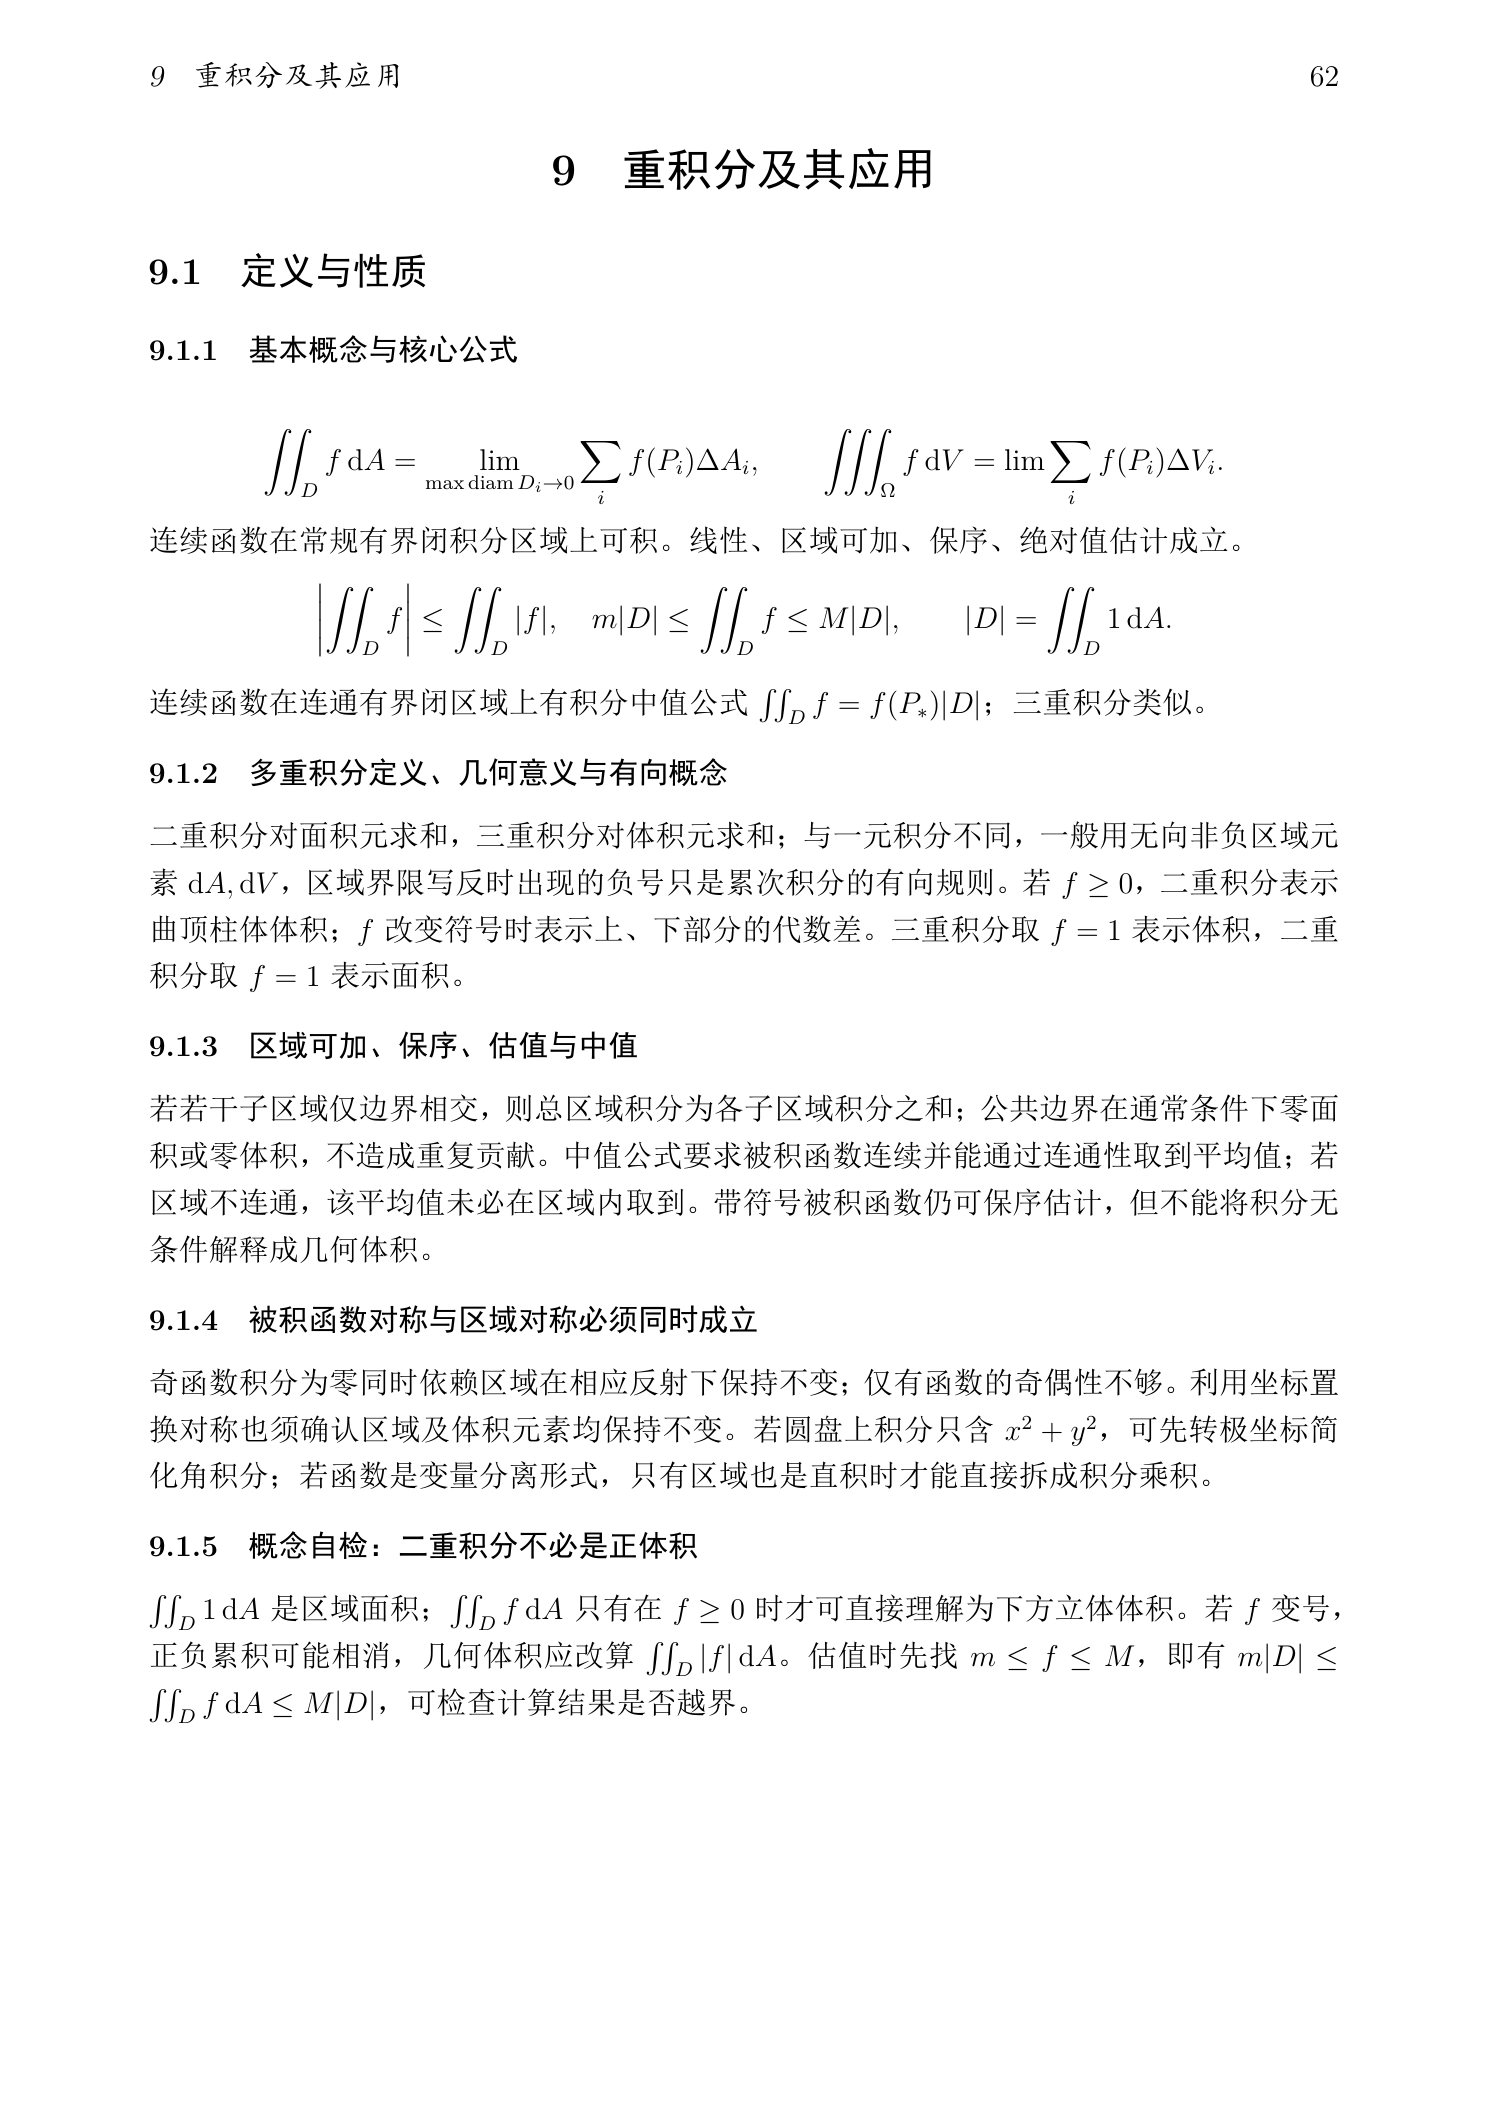 9 重积分及其应用 62
9 重积分及其应用
9.1 定义与性质
9.1.1 基本概念与核心公式
∬_D f dA = lim_{max diam D_i→0} ∑_i f(P_i)ΔA_i, ∭_Ω f dV = lim ∑_i f(P_i)ΔV_i.
连续函数在常规有界闭积分区域上可积。线性、区域可加、保序、绝对值估计成立。
|∬_D f| ≤ ∬_D |f|, m|D| ≤ ∬_D f ≤ M|D|, |D| = ∬_D 1 dA.
连续函数在连通有界闭区域上有积分中值公式 ∬_D f = f(P_*)|D|；三重积分类似。
9.1.2 多重积分定义、几何意义与有向概念
二重积分对面积元求和，三重积分对体积元求和；与一元积分不同，一般用无向非负区域元
素 dA, dV，区域界限写反时出现的负号只是累次积分的有向规则。若 f ≥ 0，二重积分表示
曲顶柱体体积；f 改变符号时表示上、下部分的代数差。三重积分取 f = 1 表示体积，二重
积分取 f = 1 表示面积。
9.1.3 区域可加、保序、估值与中值
若若干子区域仅边界相交，则总区域积分为各子区域积分之和；公共边界在通常条件下零面
积或零体积，不造成重复贡献。中值公式要求被积函数连续并能通过连通性取到平均值；若
区域不连通，该平均值未必在区域内取到。带符号被积函数仍可保序估计，但不能将积分无
条件解释成几何体积。
9.1.4 被积函数对称与区域对称必须同时成立
奇函数积分为零同时依赖区域在相应反射下保持不变；仅有函数的奇偶性不够。利用坐标置
换对称也须确认区域及体积元素均保持不变。若圆盘上积分只含 x² + y²，可先转极坐标简
化角积分；若函数是变量分离形式，只有区域也是直积时才能直接拆成积分乘积。
9.1.5 概念自检：二重积分不必是正体积
∬_D 1 dA 是区域面积；∬_D f dA 只有在 f ≥ 0 时才可直接理解为下方立体体积。若 f 变号，
正负累积可能相消，几何体积应改算 ∬_D |f| dA。估值时先找 m ≤ f ≤ M，即有 m|D| ≤
∬_D f dA ≤ M|D|，可检查计算结果是否越界。